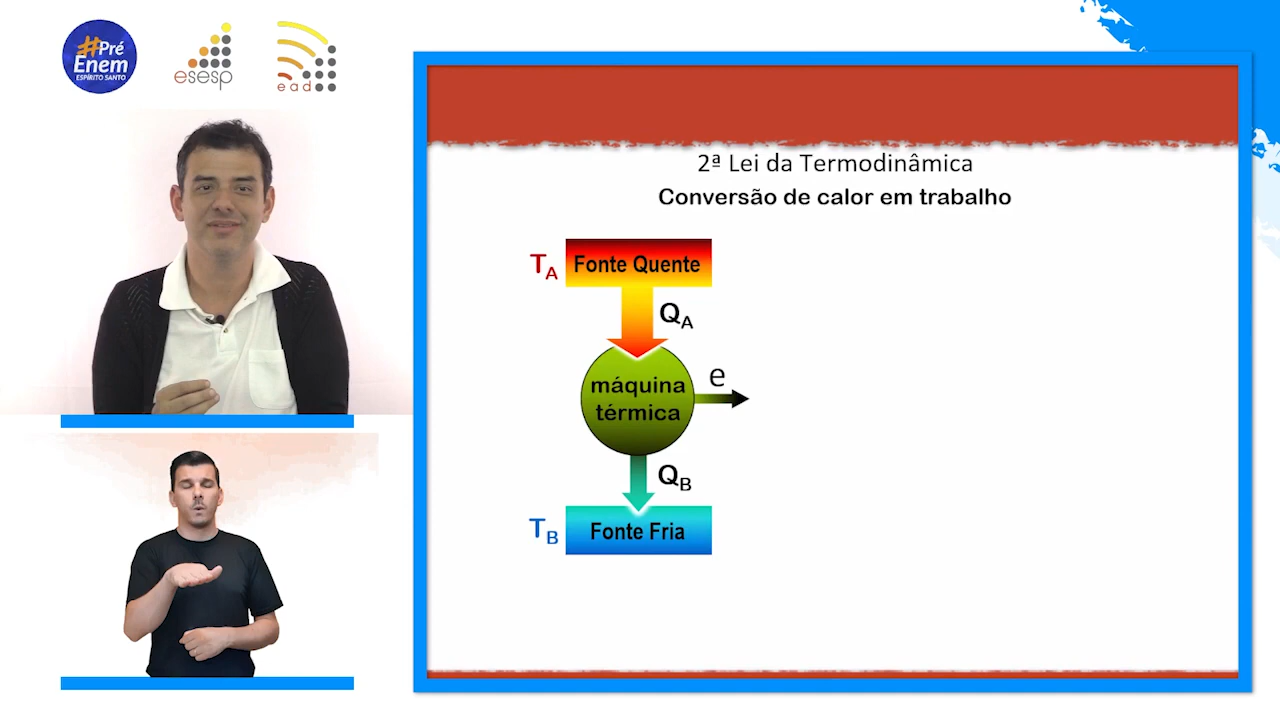 #Pré
Enem
ESPÍRITO SANTO
esesp
ead
2ª Lei da Termodinâmica
Conversão de calor em trabalho
TA
Fonte Quente
QA
máquina
térmica
e
QB
TB
Fonte Fria